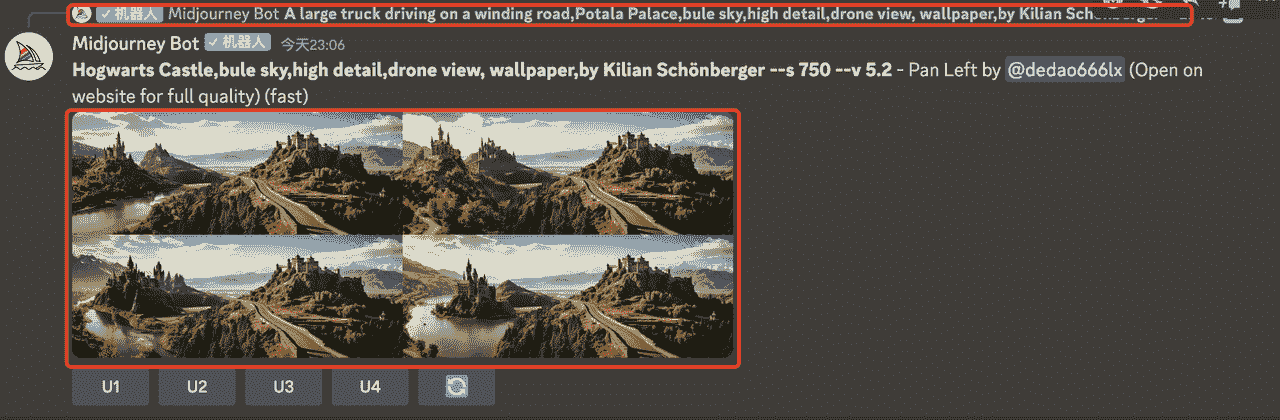 ✓ 机器人 Midjourney Bot A large truck driving on a winding road,Potala Palace,bule sky,high detail,drone view, wallpaper,by Kilian Schönberger
Midjourney Bot ✓ 机器人 今天23:06
Hogwarts Castle,bule sky,high detail,drone view, wallpaper,by Kilian Schönberger --s 750 --v 5.2 - Pan Left by @dedao666lx (Open on
website for full quality) (fast)
U1 U2 U3 U4